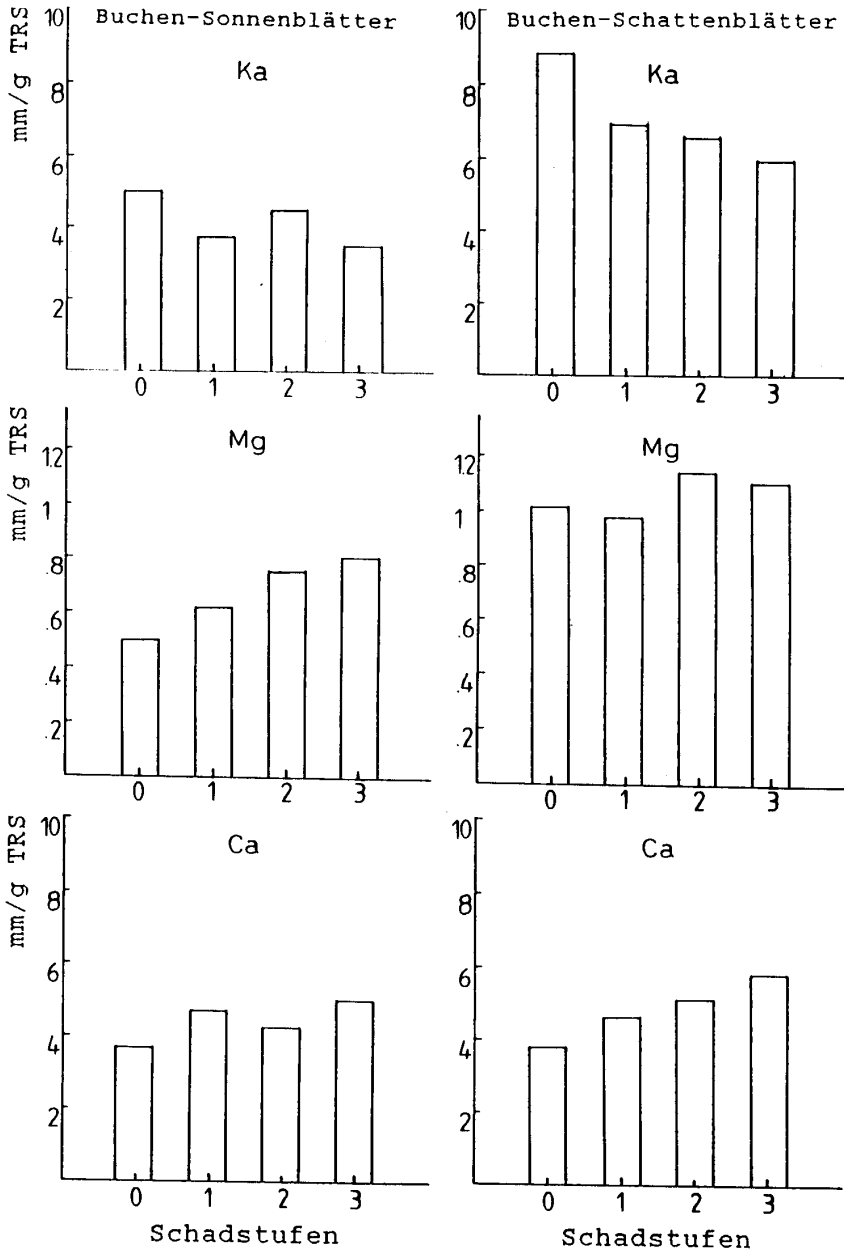 Buchen-Sonnenblätter
Ka
mm/g TRS
10
8
6
4
2
0 1 2 3
Buchen-Schattenblätter
Ka
10
8
6
4
2
0 1 2 3
Mg
mm/g TRS
1.2
1
.8
.6
.4
.2
0 1 2 3
Mg
1.2
1
.8
.6
.4
.2
0 1 2 3
Ca
mm/g TRS
10
8
6
4
2
0 1 2 3
Schadstufen
Ca
10
8
6
4
2
0 1 2 3
Schadstufen